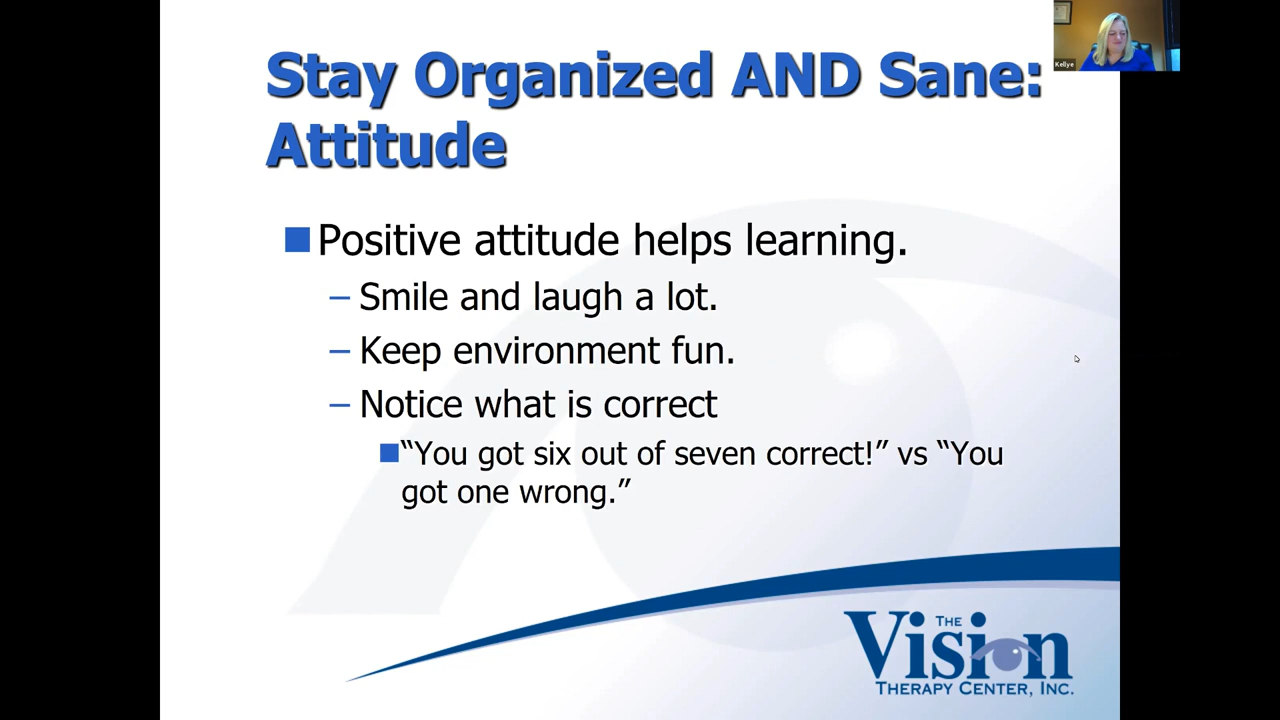 Stay Organized AND Sane:
Attitude
Kellye
Positive attitude helps learning.
– Smile and laugh a lot.
– Keep environment fun.
– Notice what is correct
“You got six out of seven correct!” vs “You
got one wrong.”
THE
Vision
THERAPY CENTER, INC.